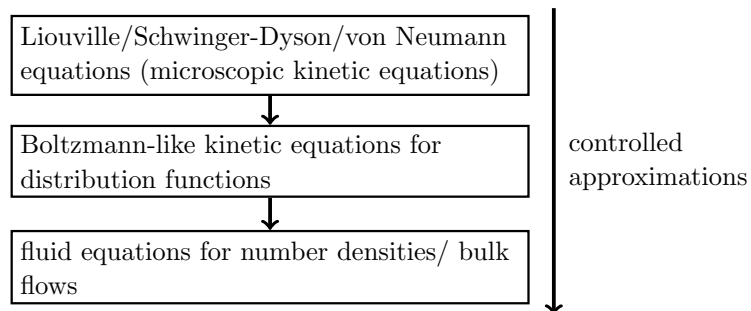 Liouville/Schwinger-Dyson/von Neumann
equations (microscopic kinetic equations)
Boltzmann-like kinetic equations for
distribution functions
controlled
approximations
fluid equations for number densities/ bulk
flows